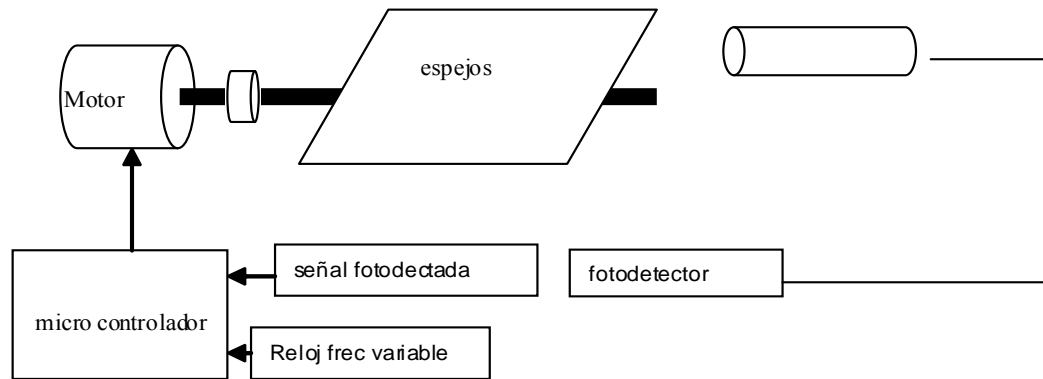 espejos
Motor
señal fotodectada
fotodetector
micro controlador
Reloj frec variable